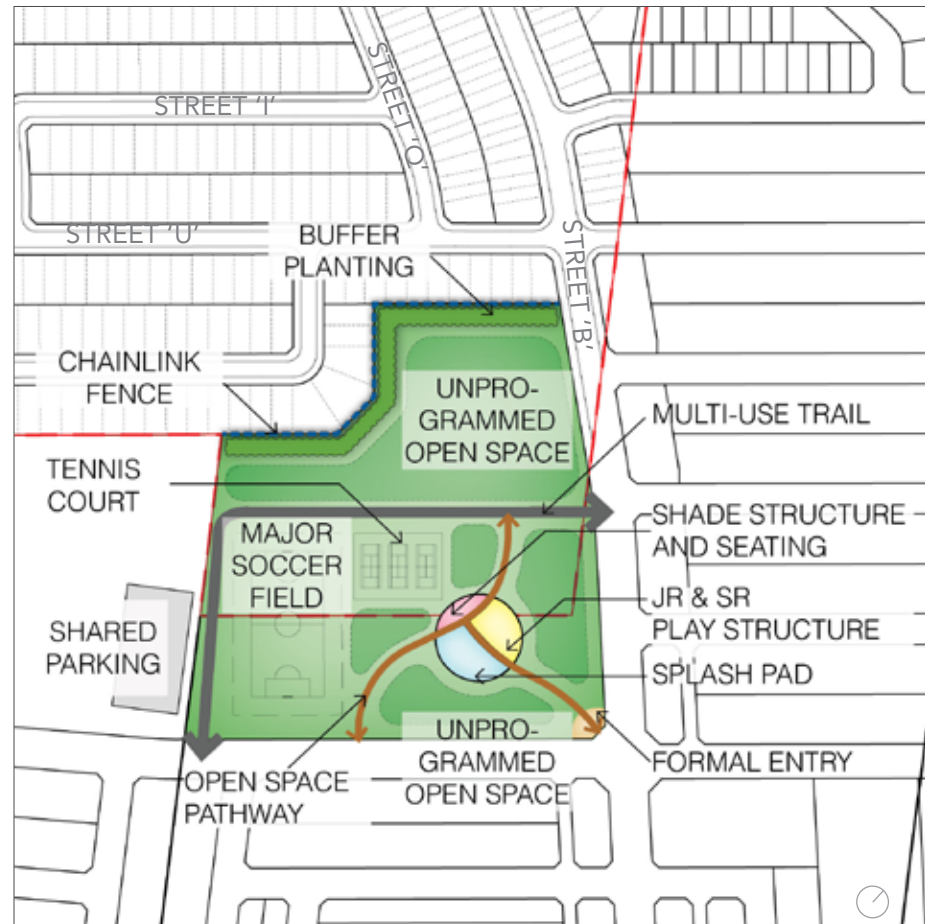 STREET 'I'
STREET 'Q'
STREET 'U'
BUFFER
PLANTING
STREET 'B'
CHAINLINK
FENCE
UNPRO-
GRAMMED
OPEN SPACE
MULTI-USE TRAIL
TENNIS
COURT
MAJOR
SOCCER
FIELD
SHADE STRUCTURE
AND SEATING
JR & SR
PLAY STRUCTURE
SHARED
PARKING
SPLASH PAD
UNPRO-
GRAMMED
OPEN SPACE
FORMAL ENTRY
OPEN SPACE
PATHWAY